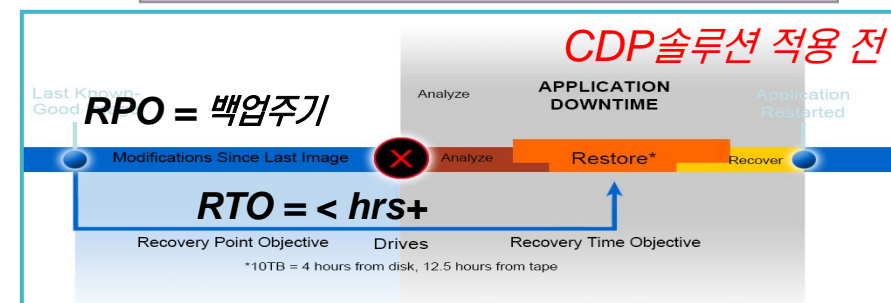 CDP솔루션 적용 전
Last Known-
Good
RPO = 백업주기
Analyze
APPLICATION
DOWNTIME
Application
Restarted
Modifications Since Last Image
Analyze
Restore*
Recover
RTO = < hrs+
Recovery Point Objective
Drives
Recovery Time Objective
*10TB = 4 hours from disk, 12.5 hours from tape